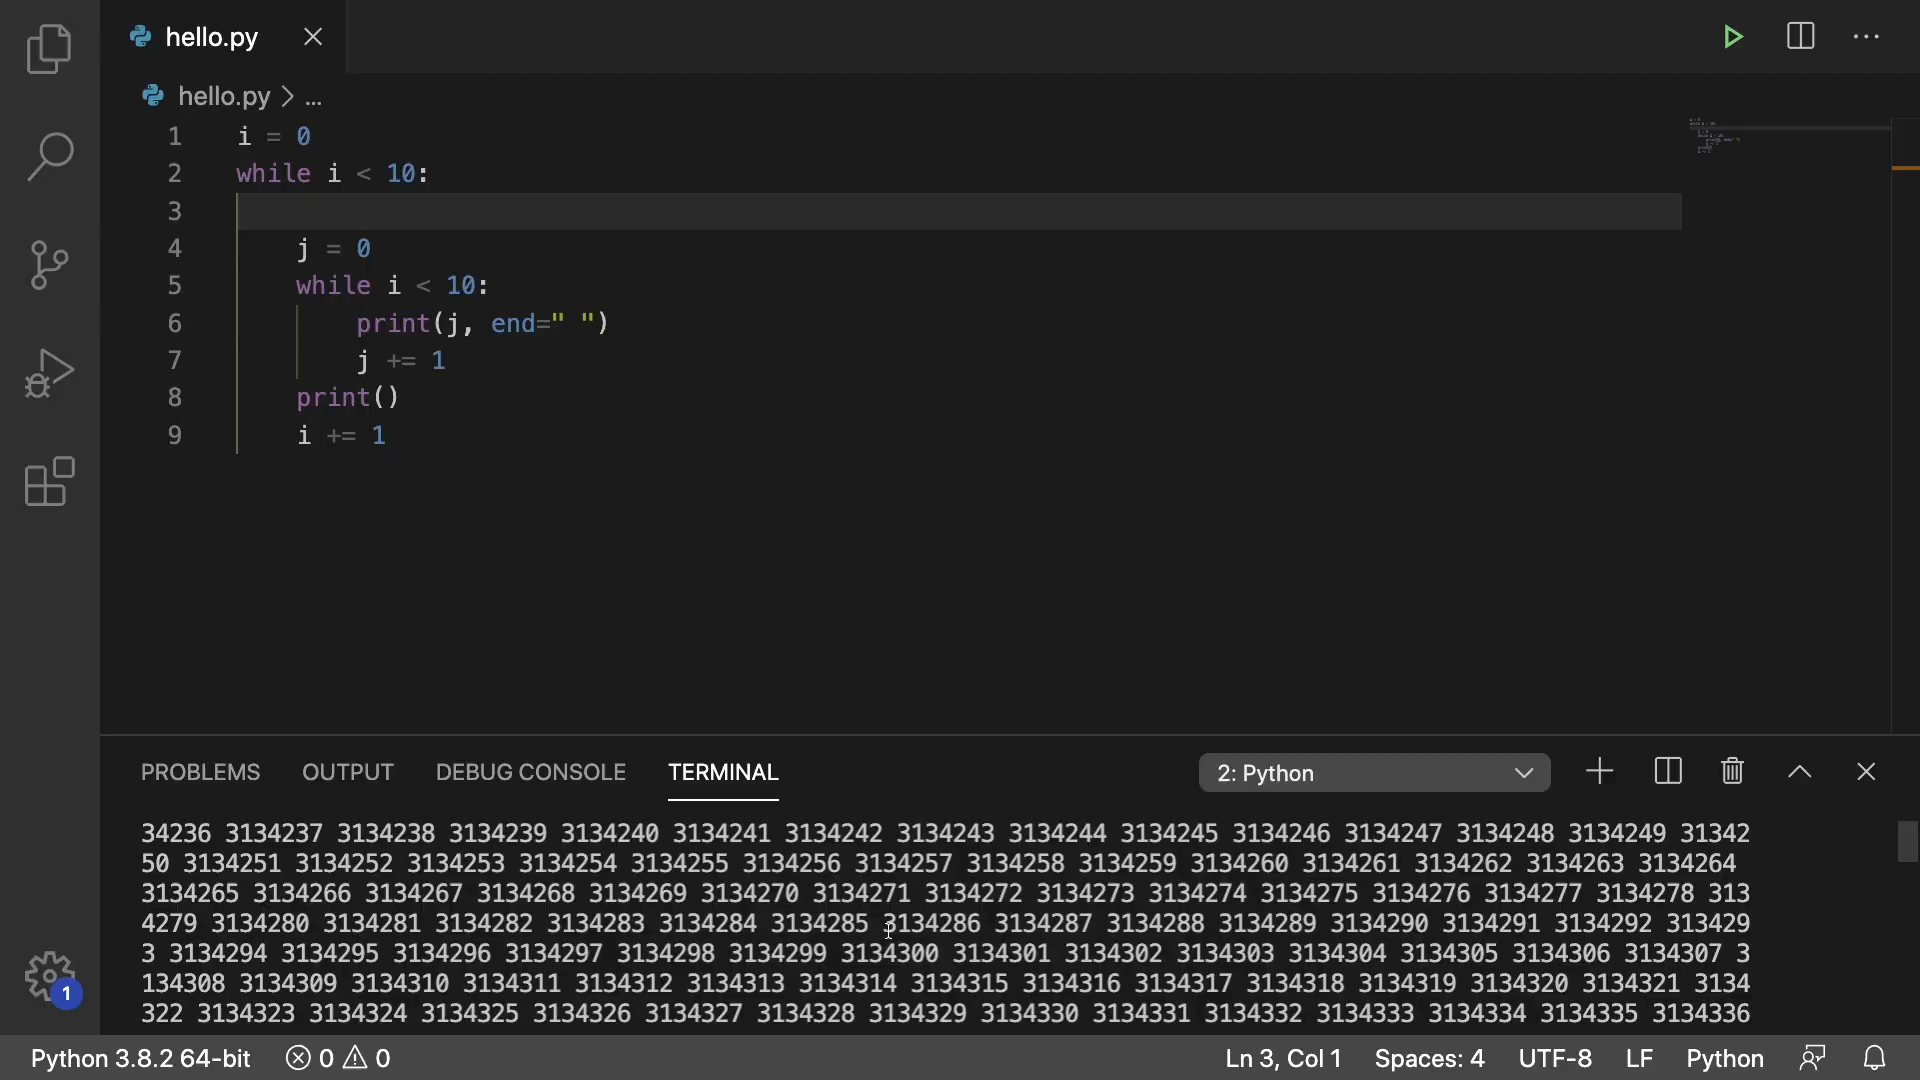 hello.py
hello.py > ...
1 i = 0
2 while i < 10:
3
4 j = 0
5 while i < 10:
6 print(j, end=" ")
7 j += 1
8 print()
9 i += 1
PROBLEMS OUTPUT DEBUG CONSOLE TERMINAL 2: Python
34236 3134237 3134238 3134239 3134240 3134241 3134242 3134243 3134244 3134245 3134246 3134247 3134248 3134249 31342
50 3134251 3134252 3134253 3134254 3134255 3134256 3134257 3134258 3134259 3134260 3134261 3134262 3134263 3134264
3134265 3134266 3134267 3134268 3134269 3134270 3134271 3134272 3134273 3134274 3134275 3134276 3134277 3134278 313
4279 3134280 3134281 3134282 3134283 3134284 3134285 3134286 3134287 3134288 3134289 3134290 3134291 3134292 313429
3 3134294 3134295 3134296 3134297 3134298 3134299 3134300 3134301 3134302 3134303 3134304 3134305 3134306 3134307 3
134308 3134309 3134310 3134311 3134312 3134313 3134314 3134315 3134316 3134317 3134318 3134319 3134320 3134321 3134
322 3134323 3134324 3134325 3134326 3134327 3134328 3134329 3134330 3134331 3134332 3134333 3134334 3134335 3134336
1
Python 3.8.2 64-bit 0 0 Ln 3, Col 1 Spaces: 4 UTF-8 LF Python